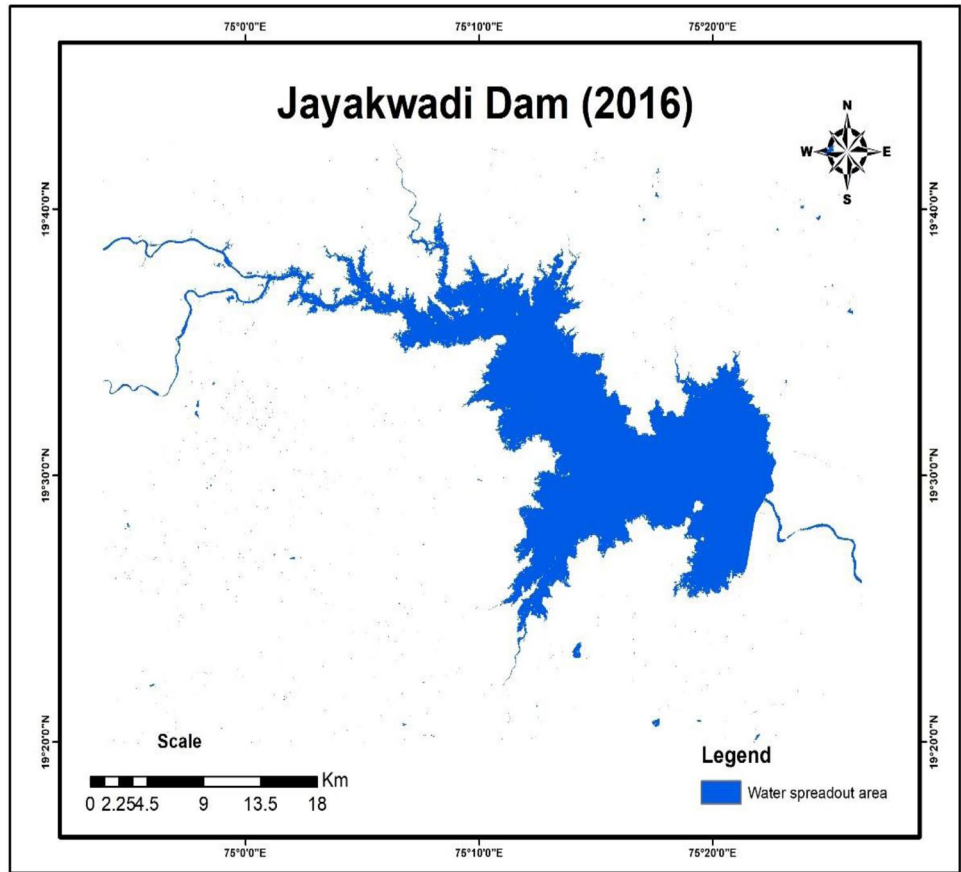 75°0'0"E 75°10'0"E 75°20'0"E
Jayakwadi Dam (2016)
N
W E
S
19°40'0"N 19°40'0"N
19°30'0"N 19°30'0"N
19°20'0"N 19°20'0"N
Scale
Km
0 2.254.5 9 13.5 18
Legend
Water spreadout area
75°0'0"E 75°10'0"E 75°20'0"E